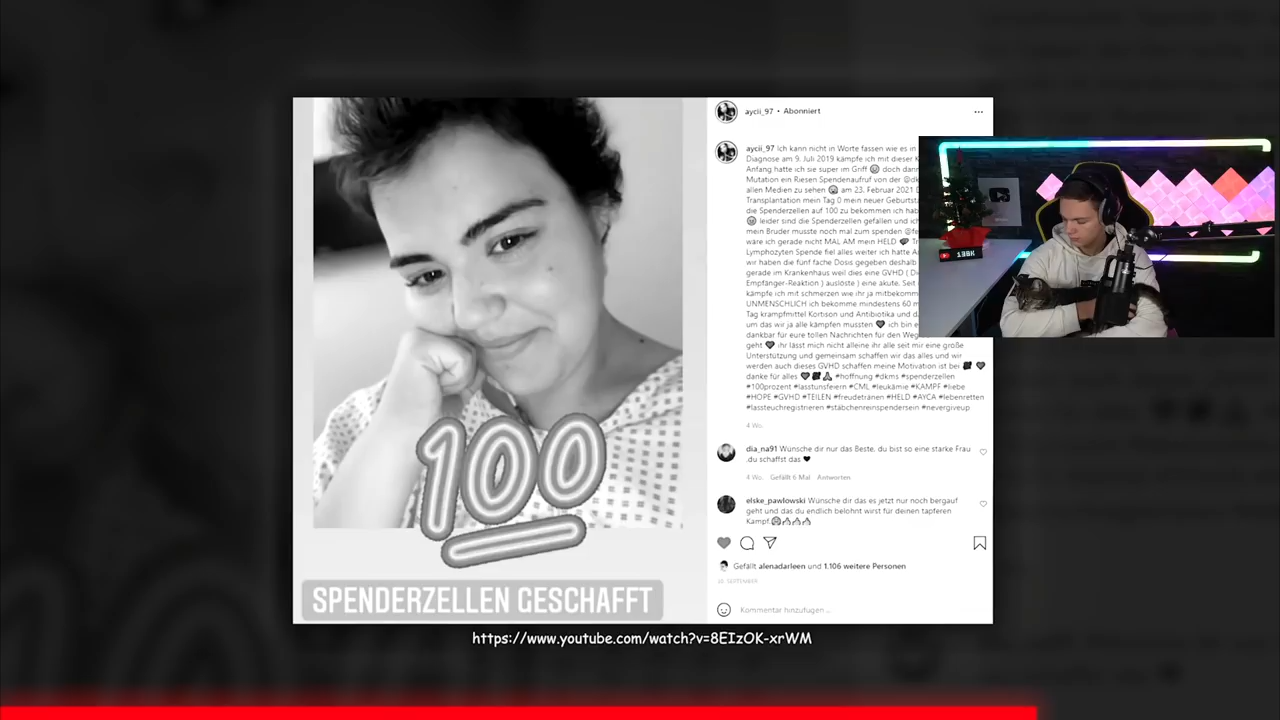 aycii_97 • Abonniert
aycii_97 Ich kann nicht in Worte fassen wie es in
Diagnose am 9. Juli 2019 kämpfe ich mit dieser K
Anfang hatte ich sie super im Griff doch dann
Mutation ein Riesen Spendenaufruf von der @dk
allen Medien zu sehen am 23. Februar 2021
Transplantation mein Tag 0 mein neuer Geburtst
die Spenderzellen auf 100 zu bekommen ich hab
leider sind die Spenderzellen gefallen und ich
mein Bruder musste noch mal zum spenden @fe
wäre ich gerade nicht MAL AM mein HELD
Lymphozyten Spende fiel alles weiter ich hatte
wir haben die fünf fache Dosis gegeben deshalb
gerade im Krankenhaus weil dies eine GVHD
Empfänger-Reaktion ) auslöste ) eine akute. Seit
kämpfe ich mit schmerzen wie ihr ja mitbekomm
UNMENSCHLICH ich bekomme mindestens 60 m
Tag krampfmittel Kortison und Antibiotika und
um das wir ja alle kämpfen mussten ich bin
dankbar für eure tollen Nachrichten für den Weg
geht ihr lässt mich nicht alleine ihr alle seit mir eine große
Unterstützung und gemeinsam schaffen wir das alles und wir
werden auch dieses GVHD schaffen meine Motivation ist bei
danke für alles #hoffnung #dkms #spenderzellen
#100prozent #lasstunsfeiern #CML #leukämie #KAMPF #liebe
#HOPE #GVHD #TEILEN #freudetränen #HELD #AYCA #lebenretten
#lassteuchregistrieren #stäbchenreinspendersein #nevergiveup
4 Wo.
dia_na91 Wünsche dir nur das Beste, du bist so eine starke Frau
.du schaffst das
4 Wo. Gefällt 6 Mal Antworten
elske_pawlowski Wünsche dir das es jetzt nur noch bergauf
geht und das du endlich belohnt wirst für deinen tapferen
Kampf
Gefällt alenadarleen und 1.106 weitere Personen
Kommentar hinzufügen ...
100
SPENDERZELLEN GESCHAFFT
138K
https://www.youtube.com/watch?v=8EIzOK-xrWM